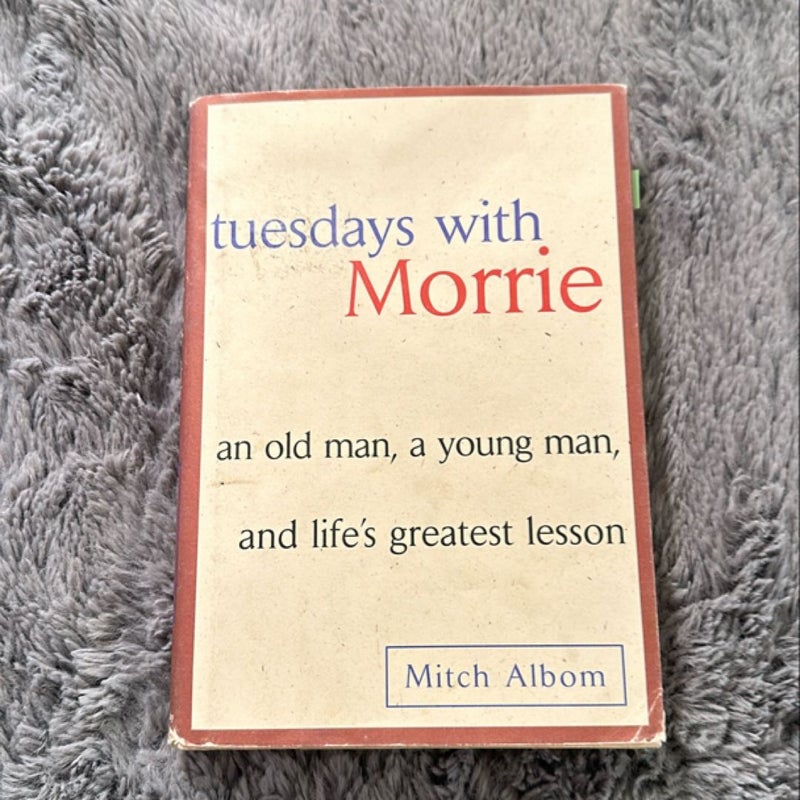 tuesdays with
Morrie
an old man, a young man,
and life's greatest lesson
Mitch Albom